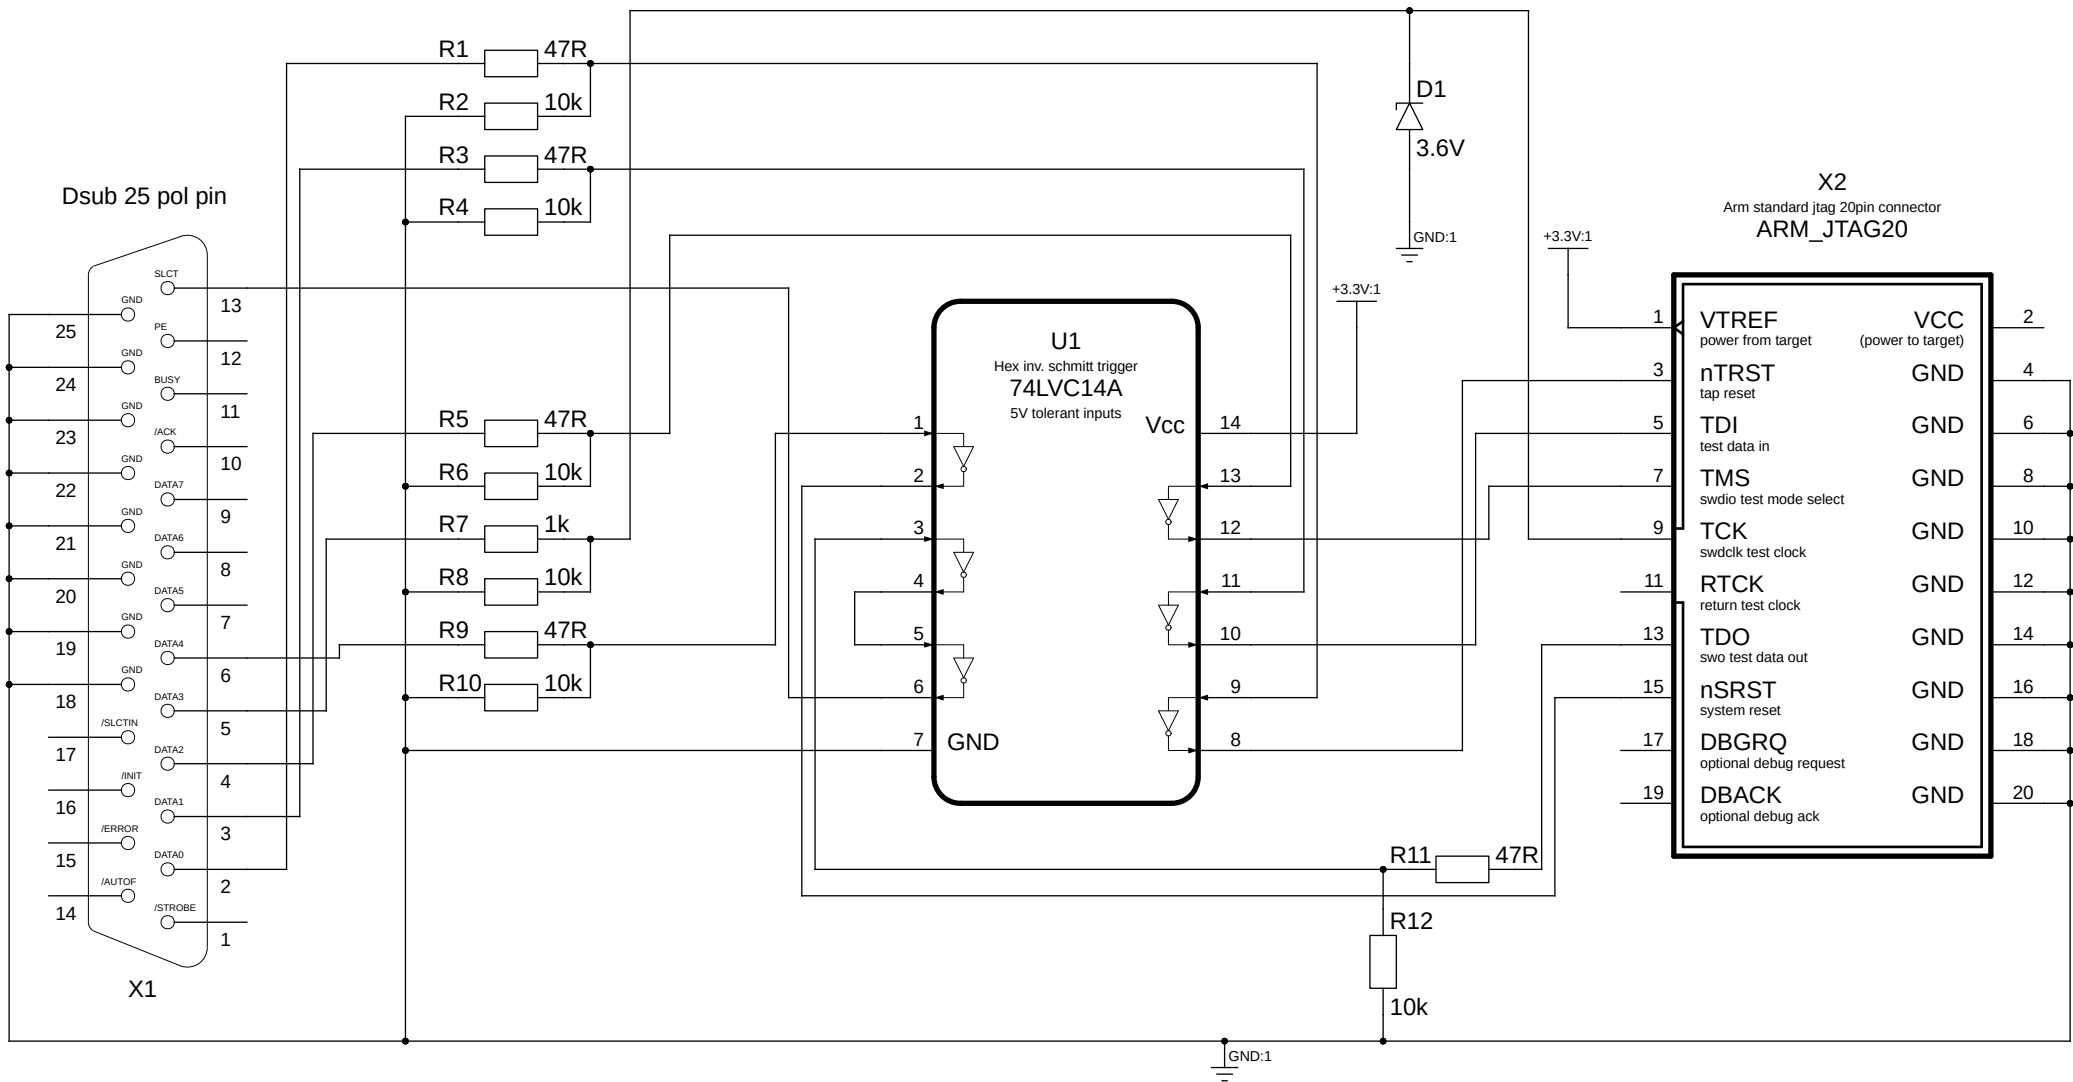 Dsub 25 pol pin
SLCT
13
GND
25
PE
12
GND
24
BUSY
11
GND
23
/ACK
10
GND
22
DATA7
9
GND
21
DATA6
8
GND
20
DATA5
7
GND
19
DATA4
6
GND
18
DATA3
5
/SLCTIN
17
DATA2
4
/INIT
16
DATA1
3
/ERROR
15
DATA0
2
/AUTOF
14
/STROBE
1
X1
R1 47R
R2 10k
R3 47R
R4 10k
R5 47R
R6 10k
R7 1k
R8 10k
R9 47R
R10 10k
U1
Hex inv. schmitt trigger
74LVC14A
5V tolerant inputs
1 Vcc 14
2 13
3 12
4 11
5 10
6 9
7 GND 8
+3.3V:1
D1
3.6V
GND:1
+3.3V:1
X2
Arm standard jtag 20pin connector
ARM_JTAG20
1 VTREF VCC 2
power from target (power to target)
3 nTRST GND 4
tap reset
5 TDI GND 6
test data in
7 TMS GND 8
swdio test mode select
9 TCK GND 10
swdclk test clock
11 RTCK GND 12
return test clock
13 TDO GND 14
swo test data out
15 nSRST GND 16
system reset
17 DBGRQ GND 18
optional debug request
19 DBACK GND 20
optional debug ack
R11 47R
R12
10k
GND:1